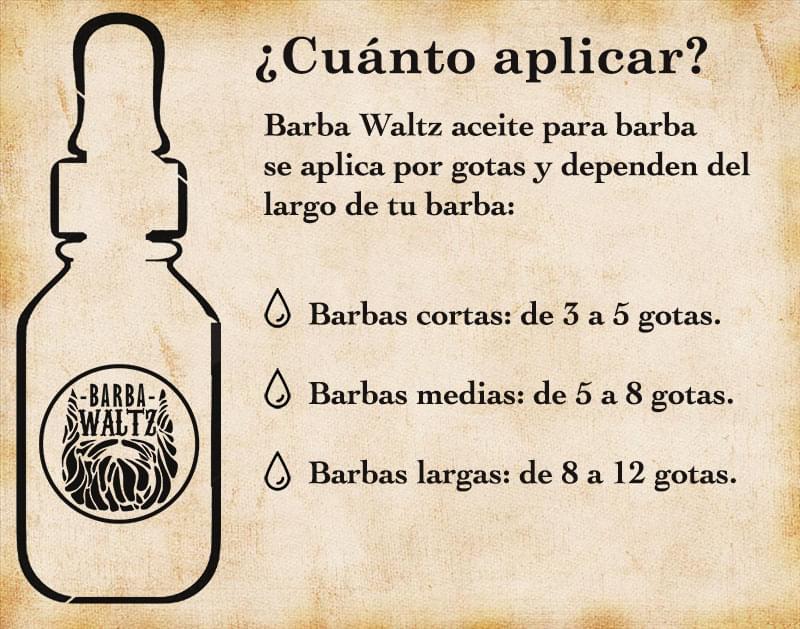 ¿Cuánto aplicar?
Barba Waltz aceite para barba
se aplica por gotas y dependen del
largo de tu barba:
Barbas cortas: de 3 a 5 gotas.
Barbas medias: de 5 a 8 gotas.
Barbas largas: de 8 a 12 gotas.
-BARBA-
WALTZ